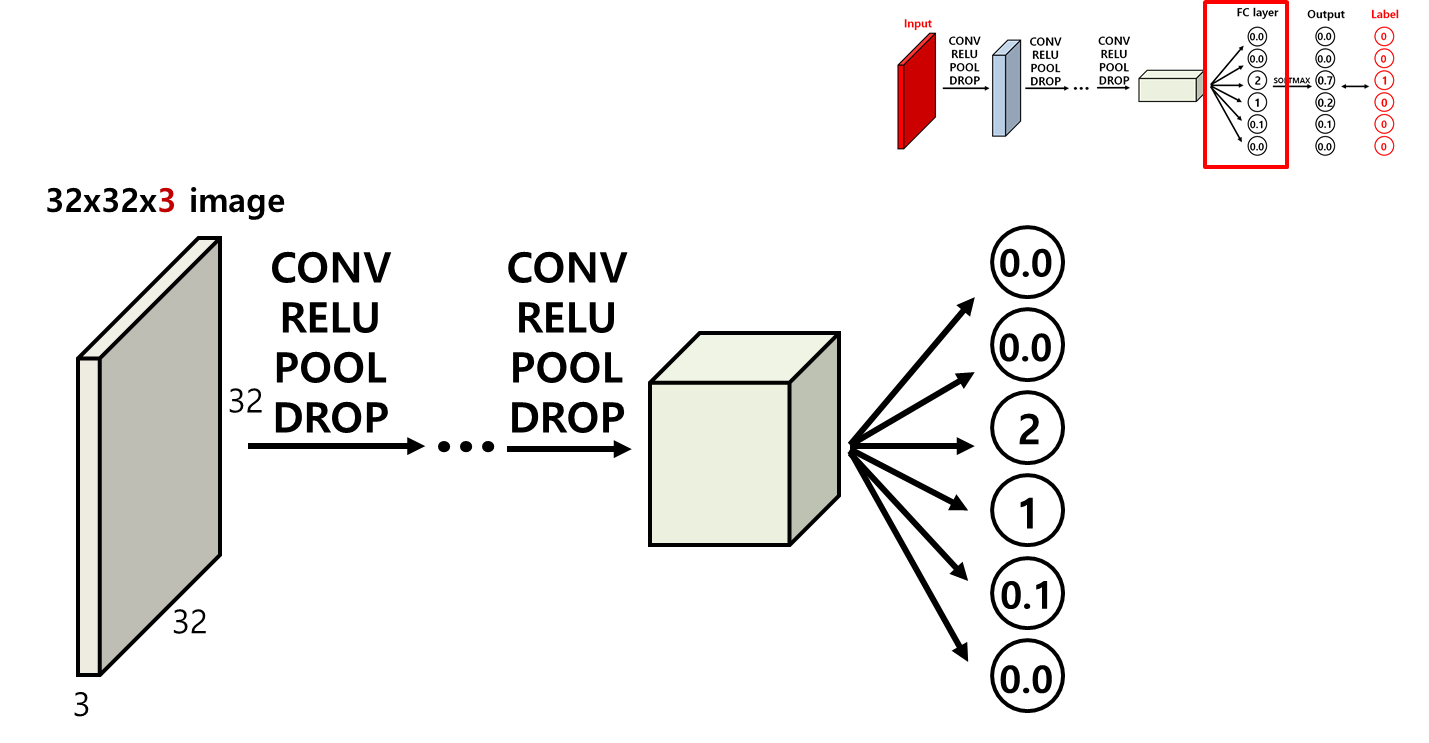 FC layer
Output
Label
Input
CONV
RELU
POOL
DROP
CONV
RELU
POOL
DROP
...
CONV
RELU
POOL
DROP
0.0
0.0
2
1
0.1
0.0
SOFTMAX
0.0
0.0
0.7
0.2
0.1
0.0
0
0
1
0
0
0
32x32x3 image
32
32
3
CONV
RELU
POOL
DROP
...
CONV
RELU
POOL
DROP
0.0
0.0
2
1
0.1
0.0